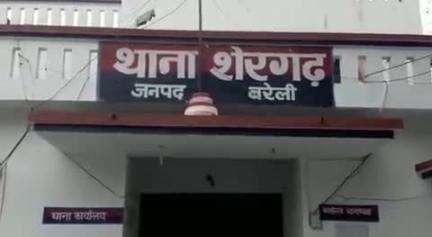 थाना शेरगढ़
जनपद बरेली
थाना कार्यालय